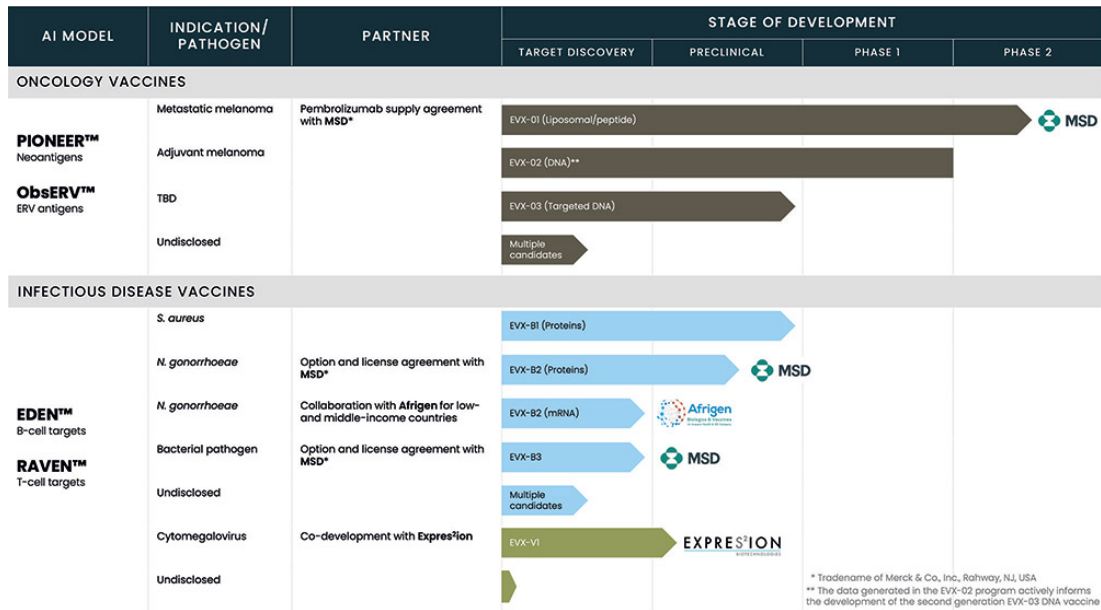 AI MODEL
INDICATION/
PATHOGEN
PARTNER
STAGE OF DEVELOPMENT
TARGET DISCOVERY
PRECLINICAL
PHASE 1
PHASE 2
ONCOLOGY VACCINES
PIONEER™
Neoantigens
ObsERV™
ERV antigens
Metastatic melanoma
Pembrolizumab supply agreement
with MSD*
EVX-01 (Liposomal/peptide)
MSD
Adjuvant melanoma
EVX-02 (DNA)**
TBD
EVX-03 (Targeted DNA)
Undisclosed
Multiple
candidates
INFECTIOUS DISEASE VACCINES
EDEN™
B-cell targets
RAVEN™
T-cell targets
S. aureus
EVX-B1 (Proteins)
N. gonorrhoeae
Option and license agreement with
MSD*
EVX-B2 (Proteins)
MSD
N. gonorrhoeae
Collaboration with Afrigen for low-
and middle-income countries
EVX-B2 (mRNA)
Afrigen
Biologics & Vaccines
Bacterial pathogen
Option and license agreement with
MSD*
EVX-B3
MSD
Undisclosed
Multiple
candidates
Cytomegalovirus
Co-development with Expres²ion
EVX-V1
EXPRES²ION
BIOTECHNOLOGIES
Undisclosed
* Tradename of Merck & Co., Inc., Rahway, NJ, USA
** The data generated in the EVX-02 program actively informs
the development of the second generation EVX-03 DNA vaccine